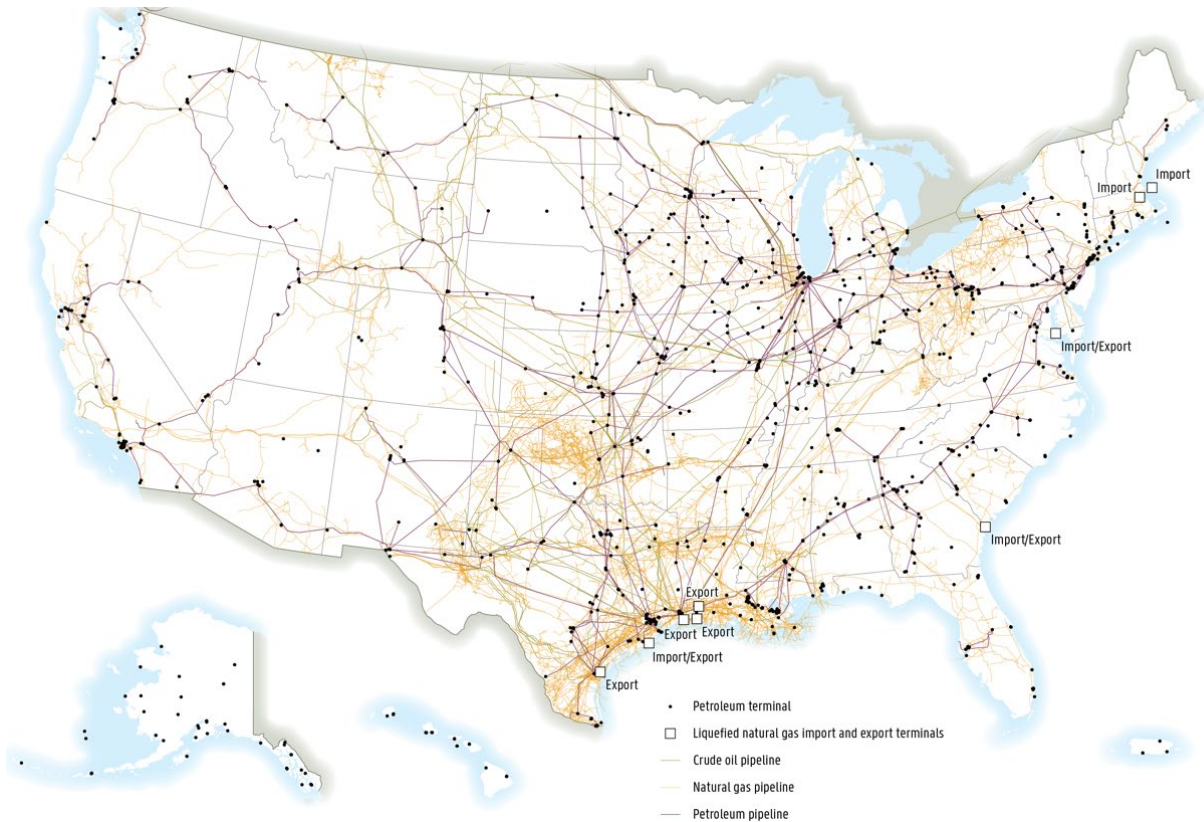 Import
Import
Import/Export
Import/Export
Export
Export
Export
Import/Export
Export
Petroleum terminal
Liquefied natural gas import and export terminals
Crude oil pipeline
Natural gas pipeline
Petroleum pipeline